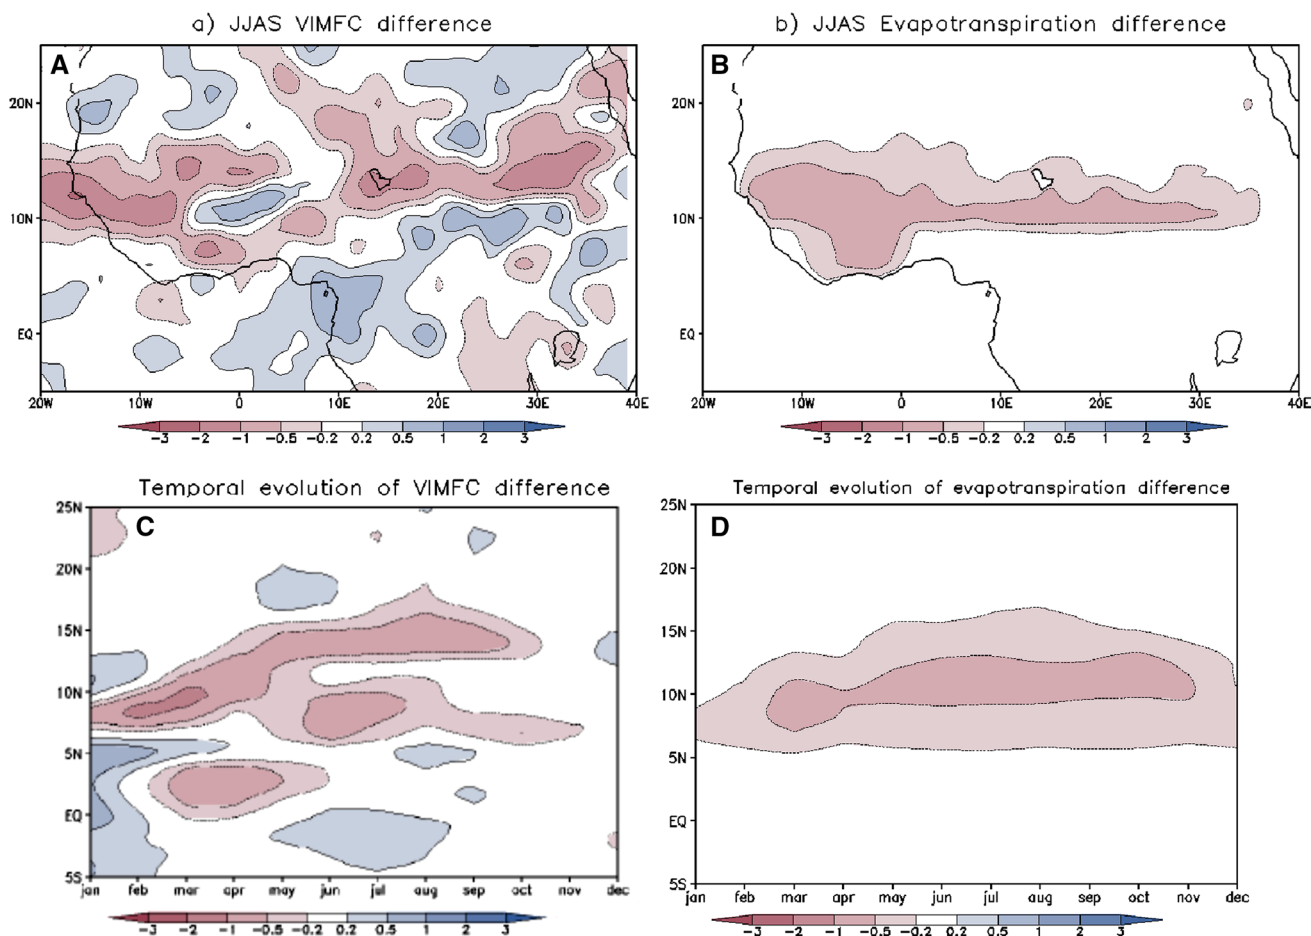 a) JJAS VIMFC difference
A
20N
10N
EQ
20W 10W 0 10E 20E 30E 40E
-3 -2 -1 -0.5 -0.2 0.2 0.5 1 2 3
b) JJAS Evapotranspiration difference
B
20N
10N
EQ
20W 10W 0 10E 20E 30E 40E
-3 -2 -1 -0.5 -0.2 0.2 0.5 1 2 3
Temporal evolution of VIMFC difference
C
25N
20N
15N
10N
5N
EQ
5S
jan feb mar apr may jun jul aug sep oct nov dec
-3 -2 -1 -0.5 -0.2 0.2 0.5 1 2 3
Temporal evolution of evapotranspiration difference
D
25N
20N
15N
10N
5N
EQ
5S
jan feb mar apr may jun jul aug sep oct nov dec
-3 -2 -1 -0.5 -0.2 0.2 0.5 1 2 3